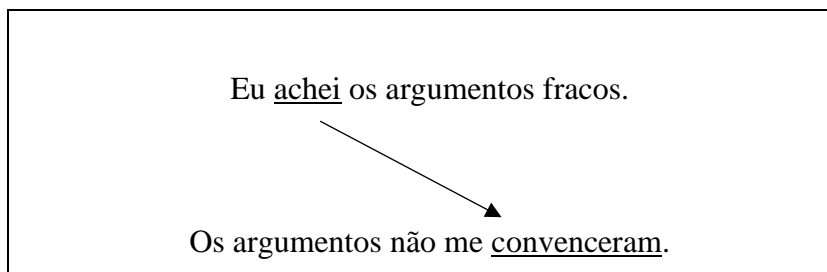 Eu achei os argumentos fracos.
Os argumentos não me convenceram.